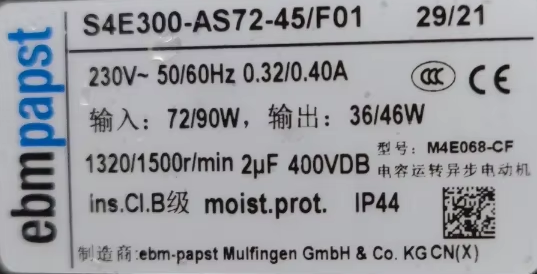 ebmpapst
S4E300-AS72-45/F01 29/21
230V~ 50/60Hz 0.32/0.40A CCC CE
输入：72/90W，输出：36/46W
1320/1500r/min 2µF 400VDB 型号：M4E068-CF
电容运转异步电动机
ins.Cl.B级 moist.prot. IP44
制造商:ebm-papst Mulfingen GmbH & Co. KG CN(X)